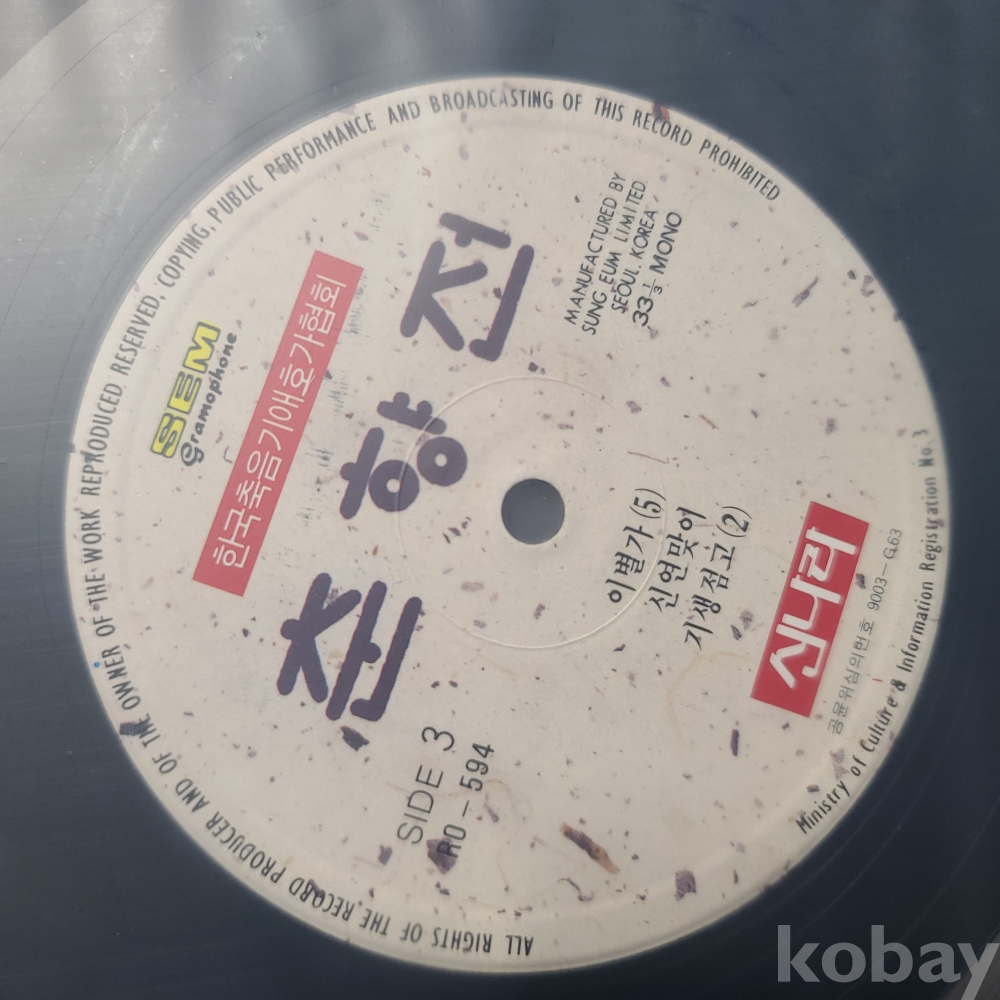 ALL RIGHTS OF THE RECORD PRODUCER AND OF THE OWNER OF THE WORK REPRODUCED RESERVED, COPYING, PUBLIC PERFORMANCE AND BROADCASTING OF THIS RECORD PROHIBITED
SEM
Gramophone
한국축음기애호가협회
춘향전
SIDE 3
RO-594
MANUFACTURED BY
SUNG EUM LIMITED.
SEOUL KOREA
33 1/3 MONO
이별가 (5)
신연맞이
기생점고 (2)
신나라
공윤위심의번호 9003-G63
Ministry of Culture & Information Registration No. 3
kobay